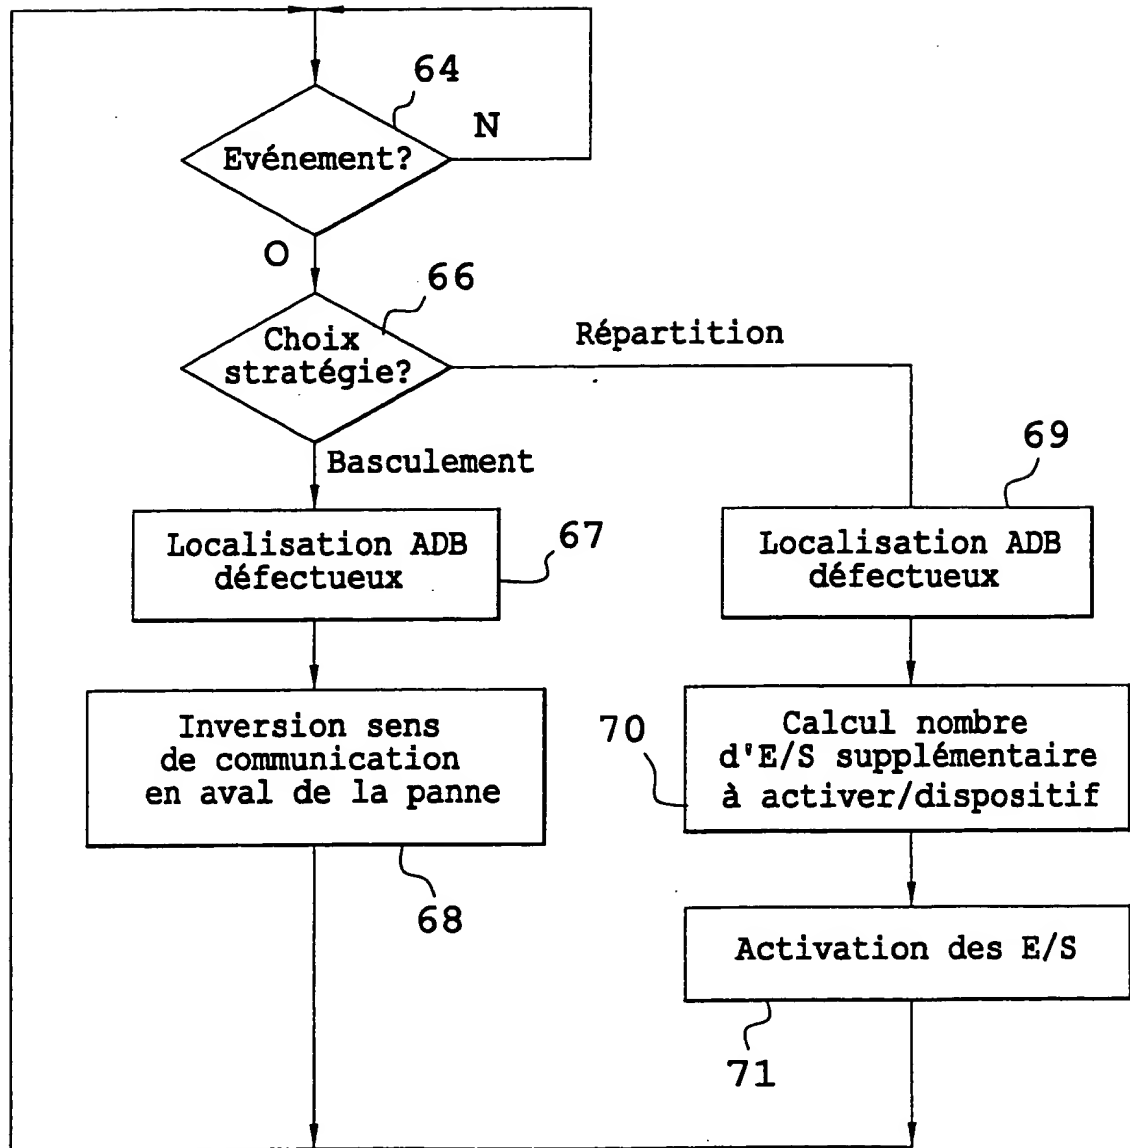 64
N
Evénement?
O
66
Choix
stratégie?
Répartition
Basculement
69
Localisation ADB
défectueux
67
Localisation ADB
défectueux
Inversion sens
de communication
en aval de la panne
68
70
Calcul nombre
d'E/S supplémentaire
à activer/dispositif
Activation des E/S
71